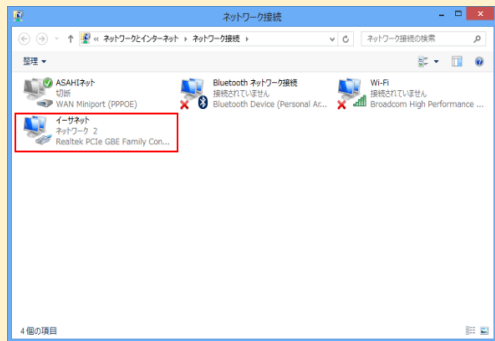 ネットワーク接続
« ネットワークとインターネット › ネットワーク接続 ›
ネットワーク接続の検索
整理
ASAHIネット
切断
WAN Miniport (PPPOE)
Bluetooth ネットワーク接続
接続されていません
Bluetooth Device (Personal Ar...
Wi-Fi
接続されていません
Broadcom High Performance ...
イーサネット
ネットワーク 2
Realtek PCIe GBE Family Con...
4 個の項目